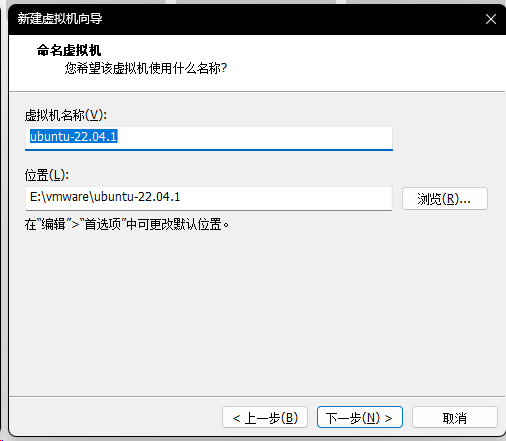 新建虚拟机向导
命名虚拟机
您希望该虚拟机使用什么名称?
虚拟机名称(V):
ubuntu-22.04.1
位置(L):
E:\vmware\ubuntu-22.04.1
浏览(R)...
在“编辑”>“首选项”中可更改默认位置。
< 上一步(B)
下一步(N) >
取消